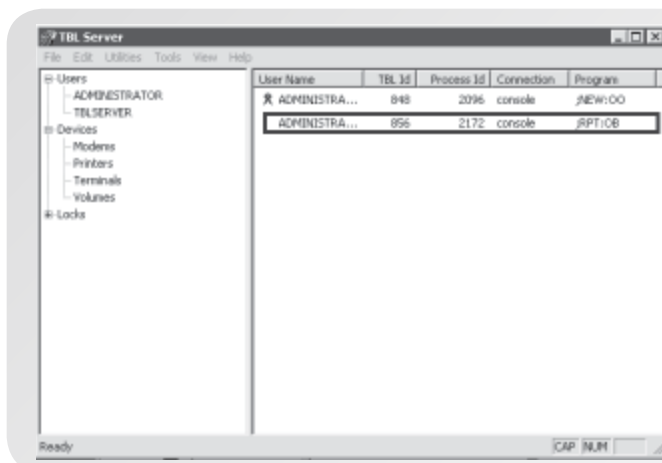 TBL Server
File Edit Utilities Tools View Help
Users
ADMINISTRATOR
TBLSERVER
Devices
Modems
Printers
Terminals
Volumes
Locks
User Name TBL Id Process Id Connection Program
ADMINISTRA... 848 2096 console ;NEW:OO
ADMINISTRA... 856 2172 console ;RPT:OB
Ready CAP NUM